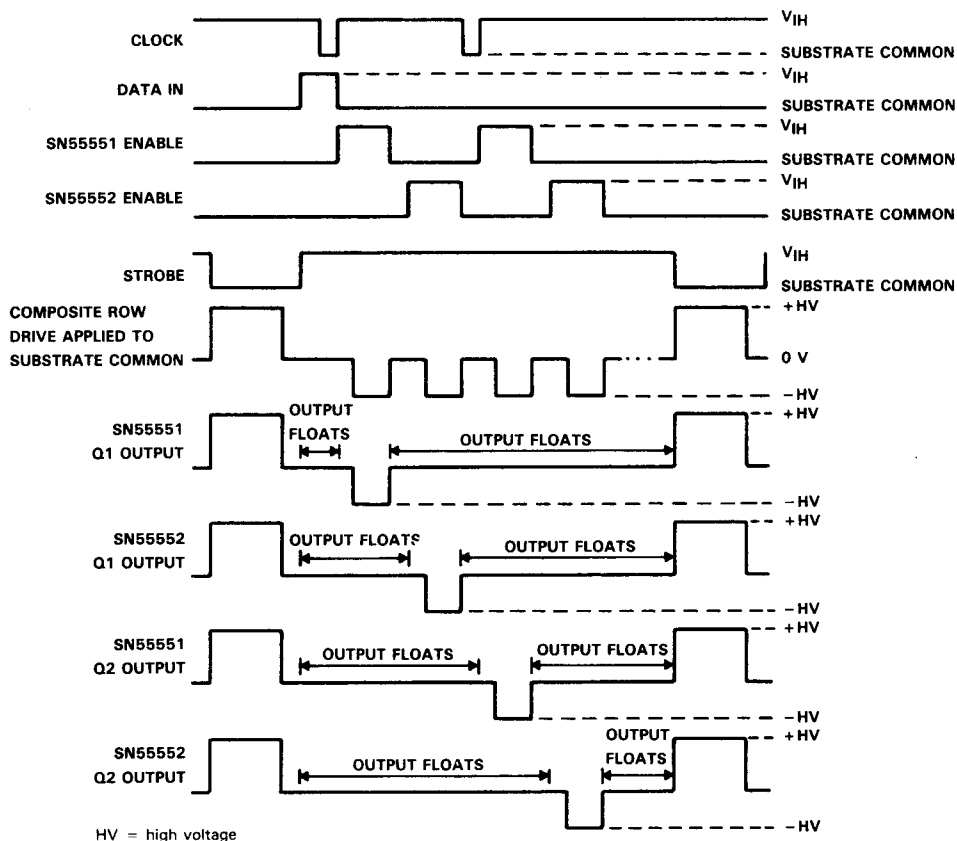 CLOCK
VIH
SUBSTRATE COMMON
DATA IN
VIH
SUBSTRATE COMMON
SN55551 ENABLE
VIH
SUBSTRATE COMMON
SN55552 ENABLE
VIH
SUBSTRATE COMMON
STROBE
VIH
SUBSTRATE COMMON
COMPOSITE ROW
DRIVE APPLIED TO
SUBSTRATE COMMON
+HV
0 V
-HV
SN55551
Q1 OUTPUT
OUTPUT
FLOATS
OUTPUT FLOATS
+HV
-HV
SN55552
Q1 OUTPUT
OUTPUT FLOATS
OUTPUT FLOATS
+HV
-HV
SN55551
Q2 OUTPUT
OUTPUT FLOATS
OUTPUT FLOATS
+HV
-HV
SN55552
Q2 OUTPUT
OUTPUT FLOATS
OUTPUT
FLOATS
+HV
-HV
HV = high voltage